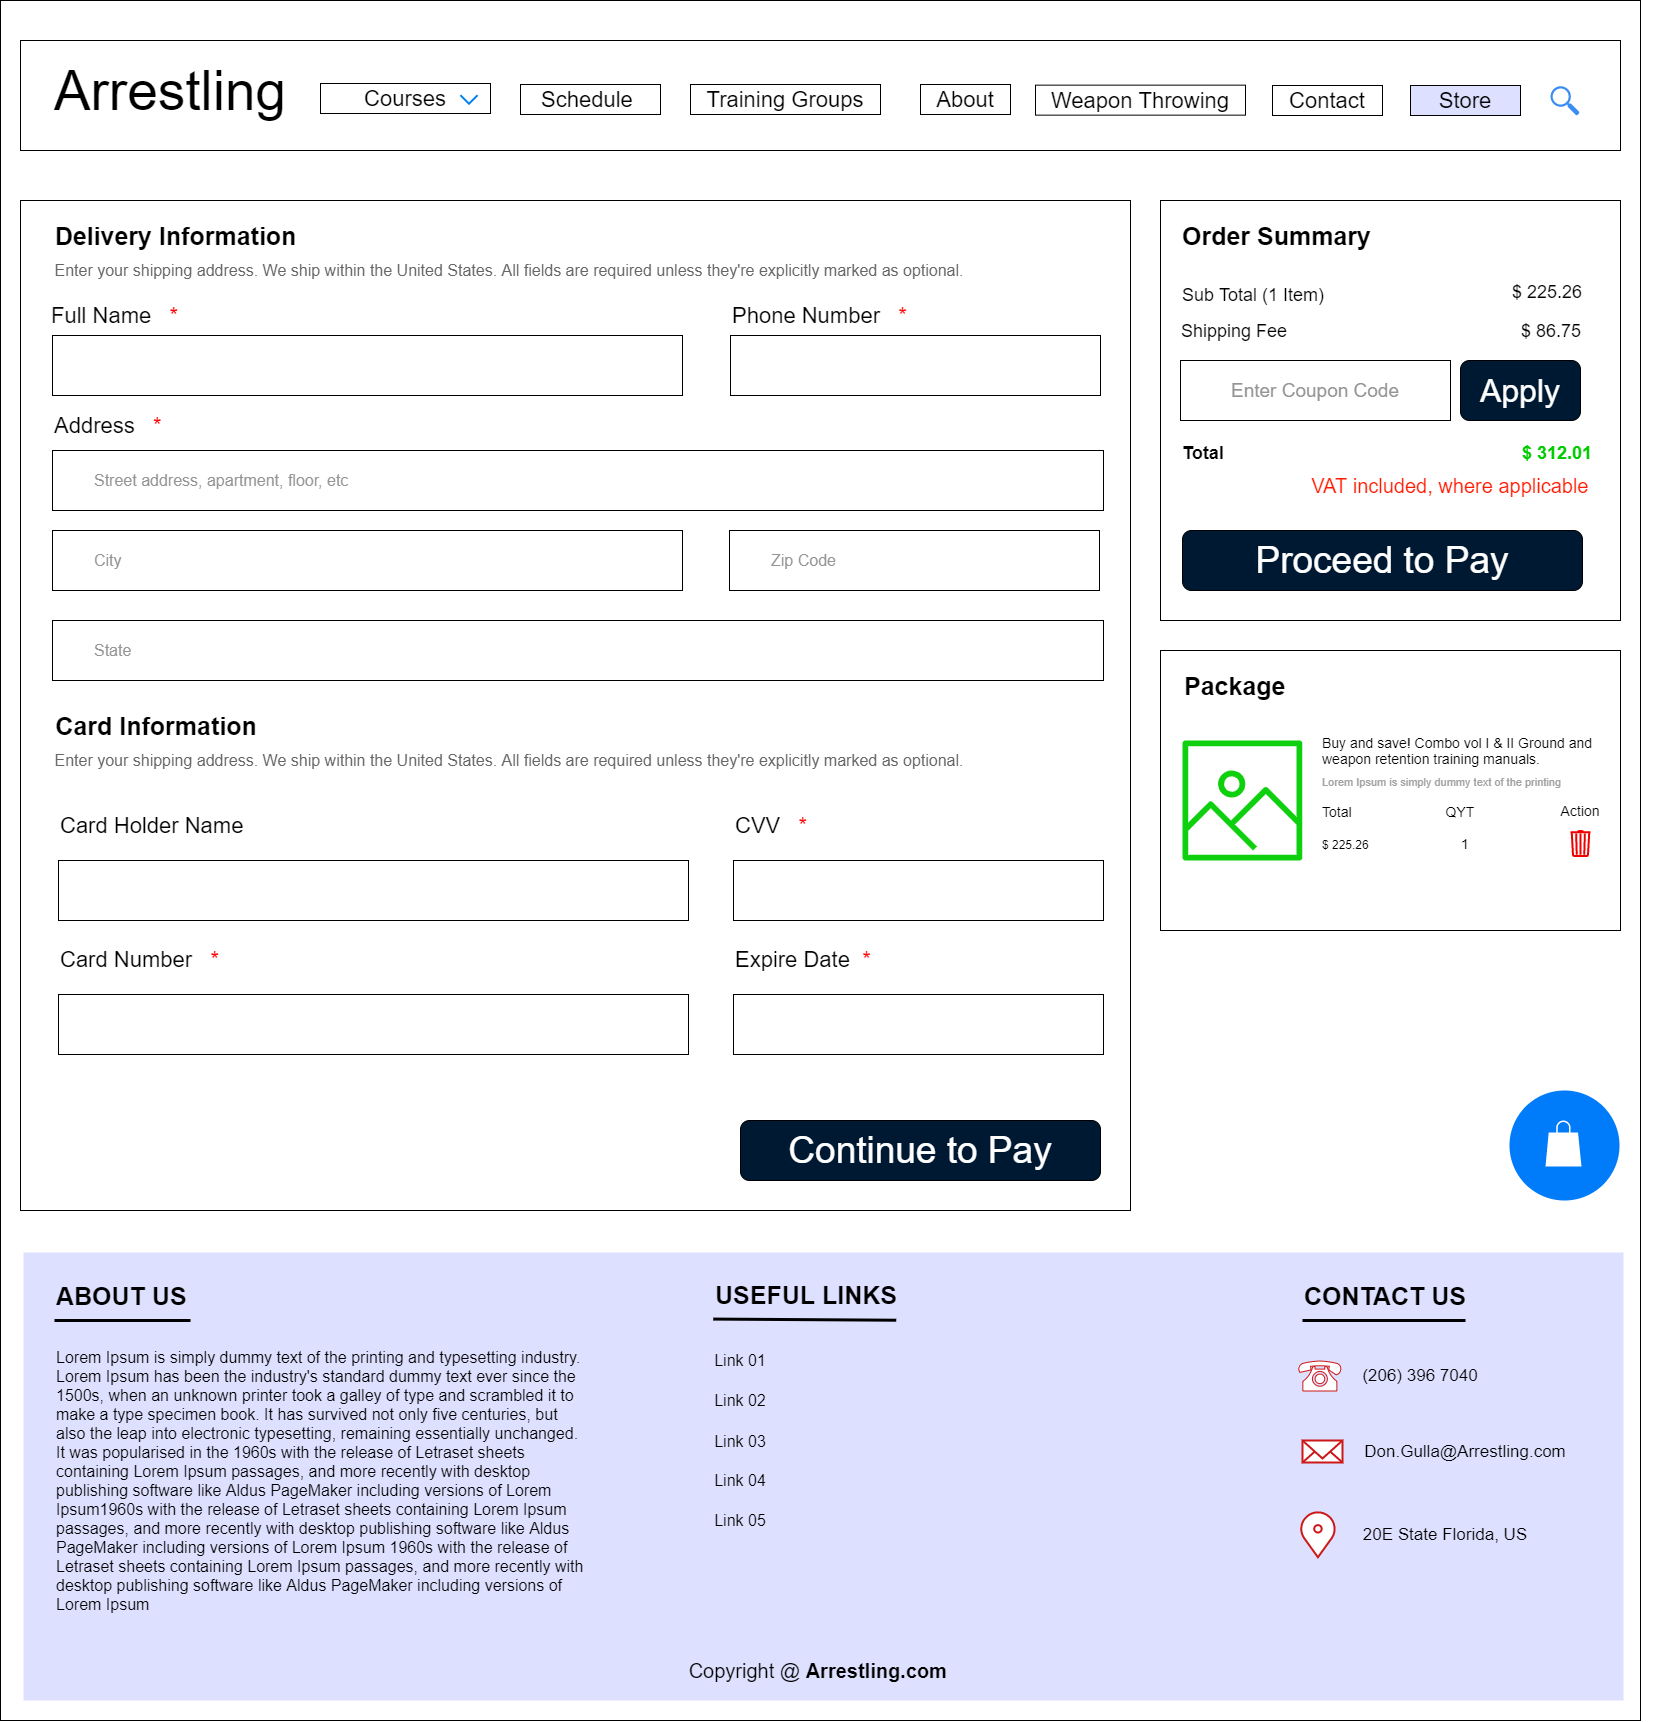 Arrestling
Courses
Schedule
Training Groups
About
Weapon Throwing
Contact
Store
Delivery Information
Enter your shipping address. We ship within the United States. All fields are required unless they're explicitly marked as optional.
Full Name *
Phone Number *
Address *
Street address, apartment, floor, etc
City
Zip Code
State
Card Information
Enter your shipping address. We ship within the United States. All fields are required unless they're explicitly marked as optional.
Card Holder Name
CVV *
Card Number *
Expire Date *
Continue to Pay
Order Summary
Sub Total (1 Item) $ 225.26
Shipping Fee $ 86.75
Enter Coupon Code
Apply
Total $ 312.01
VAT included, where applicable
Proceed to Pay
Package
Buy and save! Combo vol I & II Ground and
weapon retention training manuals.
Lorem Ipsum is simply dummy text of the printing
Total QYT Action
$ 225.26 1
ABOUT US
Lorem Ipsum is simply dummy text of the printing and typesetting industry.
Lorem Ipsum has been the industry's standard dummy text ever since the
1500s, when an unknown printer took a galley of type and scrambled it to
make a type specimen book. It has survived not only five centuries, but
also the leap into electronic typesetting, remaining essentially unchanged.
It was popularised in the 1960s with the release of Letraset sheets
containing Lorem Ipsum passages, and more recently with desktop
publishing software like Aldus PageMaker including versions of Lorem
Ipsum1960s with the release of Letraset sheets containing Lorem Ipsum
passages, and more recently with desktop publishing software like Aldus
PageMaker including versions of Lorem Ipsum 1960s with the release of
Letraset sheets containing Lorem Ipsum passages, and more recently with
desktop publishing software like Aldus PageMaker including versions of
Lorem Ipsum
USEFUL LINKS
Link 01
Link 02
Link 03
Link 04
Link 05
CONTACT US
(206) 396 7040
Don.Gulla@Arrestling.com
20E State Florida, US
Copyright @ Arrestling.com